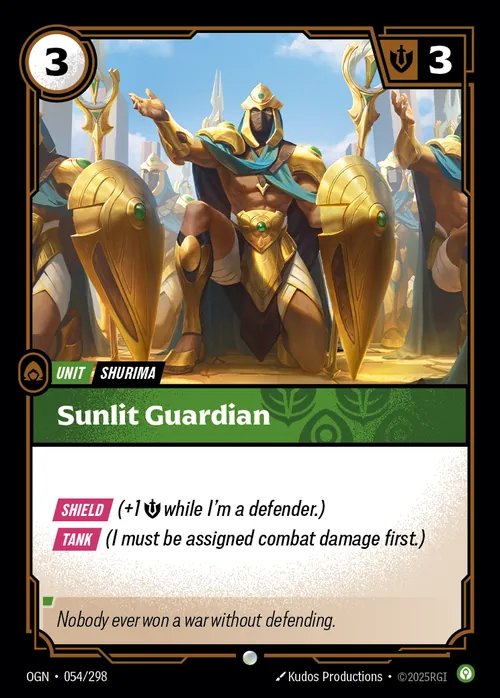 3
3
UNIT SHURIMA
Sunlit Guardian
SHIELD (+1 while I'm a defender.)
TANK (I must be assigned combat damage first.)
Nobody ever won a war without defending.
OGN • 054/298 Kudos Productions • ©2025RGI